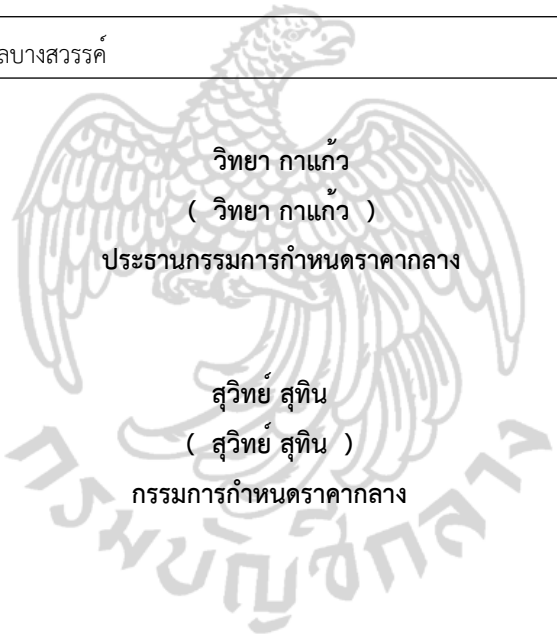 ลบางสวรรค์
วิทยา กาแก้ว
( วิทยา กาแก้ว )
ประธานกรรมการกำหนดราคากลาง
สุวิทย์ สุทิน
( สุวิทย์ สุทิน )
กรรมการกำหนดราคากลาง
กรมบัญชีกลาง